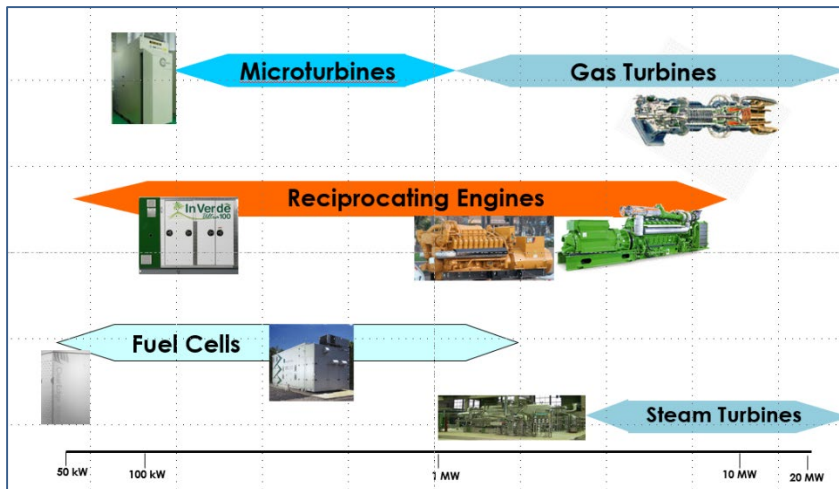 Microturbines
Gas Turbines
Reciprocating Engines
InVerde
100
Fuel Cells
Steam Turbines
50 kW
100 kW
1 MW
10 MW
20 MW